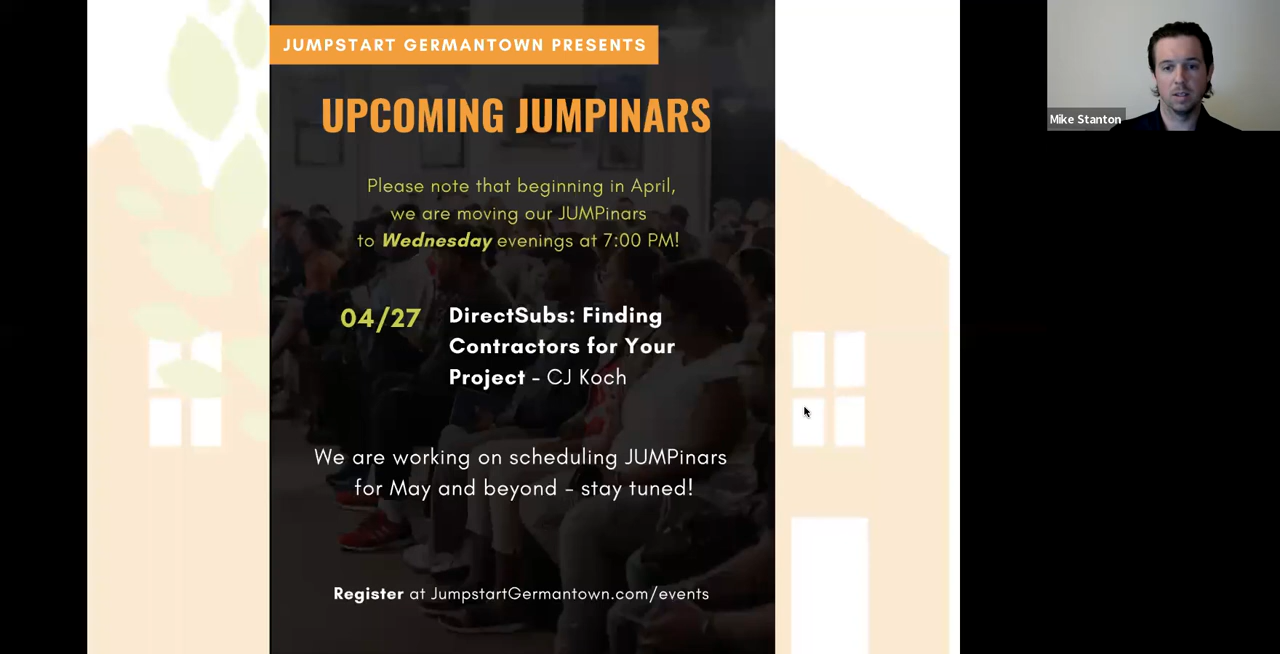 JUMPSTART GERMANTOWN PRESENTS
UPCOMING JUMPINARS
Please note that beginning in April,
we are moving our JUMPinars
to Wednesday evenings at 7:00 PM!
04/27 DirectSubs: Finding
Contractors for Your
Project - CJ Koch
We are working on scheduling JUMPinars
for May and beyond - stay tuned!
Register at JumpstartGermantown.com/events
Mike Stanton